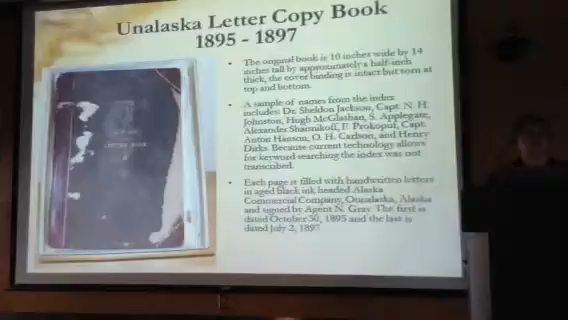 Unalaska Letter Copy Book
1895 - 1897
• The original book is 10 inches wide by 14
inches tall by approximately a half-inch
thick, the cover binding is intact but torn at
top and bottom.
• A sample of names from the index
includes: Dr. Sheldon Jackson, Capt. N. H.
Johnston, Hugh McGlathan, S. Applegate,
Alexander Shaisnikoff, F. Prokopief, Capt.
Anton Hanson, O. H. Carlson, and Henry
Dirks. Because current technology allows
for keyword searching the index was not
transcribed.
• Each page is filled with handwritten letters
in aged black ink headed Alaska
Commercial Company, Oonalaska, Alaska
and signed by Agent N. Gray. The first is
dated October 30, 1895 and the last is
dated July 2, 1897
LETTER BOOK